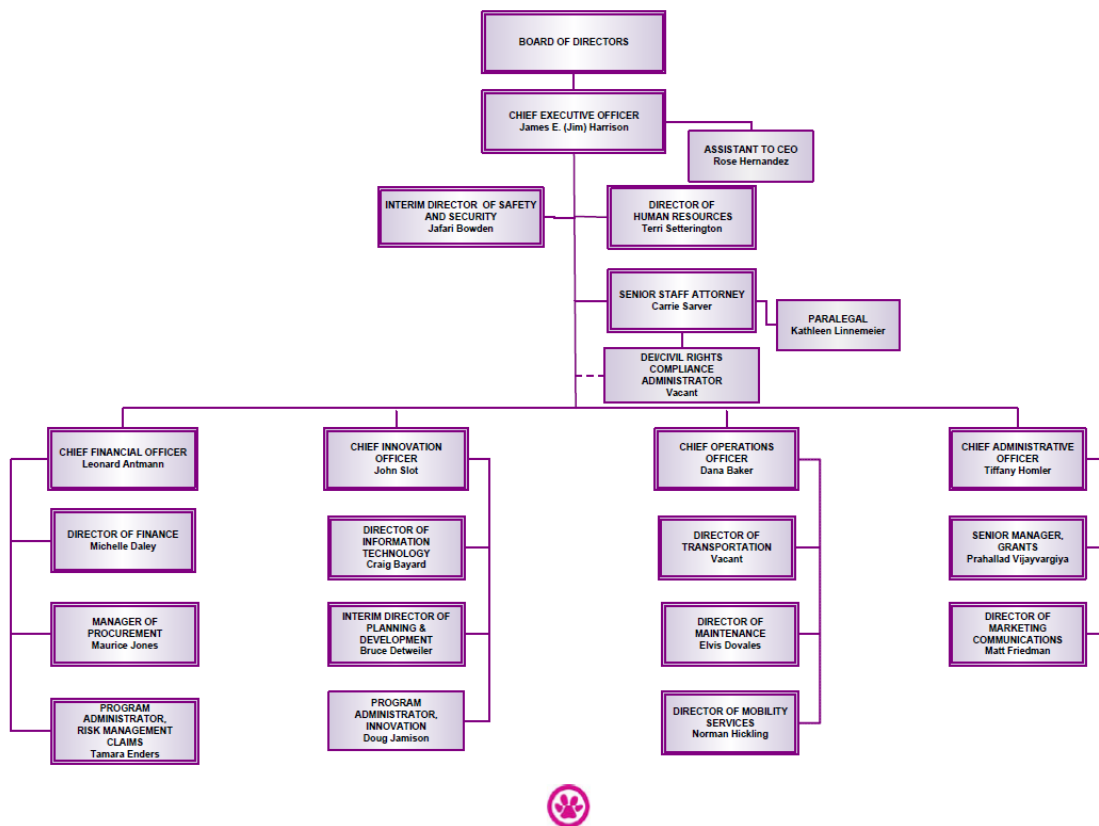 BOARD OF DIRECTORS
CHIEF EXECUTIVE OFFICER
James E. (Jim) Harrison
ASSISTANT TO CEO
Rose Hernandez
INTERIM DIRECTOR OF SAFETY
AND SECURITY
Jafari Bowden
DIRECTOR OF
HUMAN RESOURCES
Terri Setterington
SENIOR STAFF ATTORNEY
Carrie Sarver
PARALEGAL
Kathleen Linnemeier
DEI/CIVIL RIGHTS
COMPLIANCE
ADMINISTRATOR
Vacant
CHIEF FINANCIAL OFFICER
Leonard Antmann
CHIEF INNOVATION
OFFICER
John Slot
CHIEF OPERATIONS
OFFICER
Dana Baker
CHIEF ADMINISTRATIVE
OFFICER
Tiffany Homler
DIRECTOR OF FINANCE
Michelle Daley
DIRECTOR OF
INFORMATION
TECHNOLOGY
Craig Bayard
DIRECTOR OF
TRANSPORTATION
Vacant
SENIOR MANAGER,
GRANTS
Prahallad Vijayvargiya
MANAGER OF
PROCUREMENT
Maurice Jones
INTERIM DIRECTOR OF
PLANNING &
DEVELOPMENT
Bruce Detweiler
DIRECTOR OF
MAINTENANCE
Elvis Dovales
DIRECTOR OF
MARKETING
COMMUNICATIONS
Matt Friedman
PROGRAM
ADMINISTRATOR,
RISK MANAGEMENT
CLAIMS
Tamara Enders
PROGRAM
ADMINISTRATOR,
INNOVATION
Doug Jamison
DIRECTOR OF MOBILITY
SERVICES
Norman Hickling